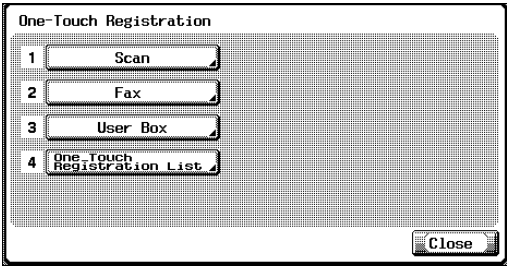 One-Touch Registration
1 Scan
2 Fax
3 User Box
4 One-Touch
Registration List
Close